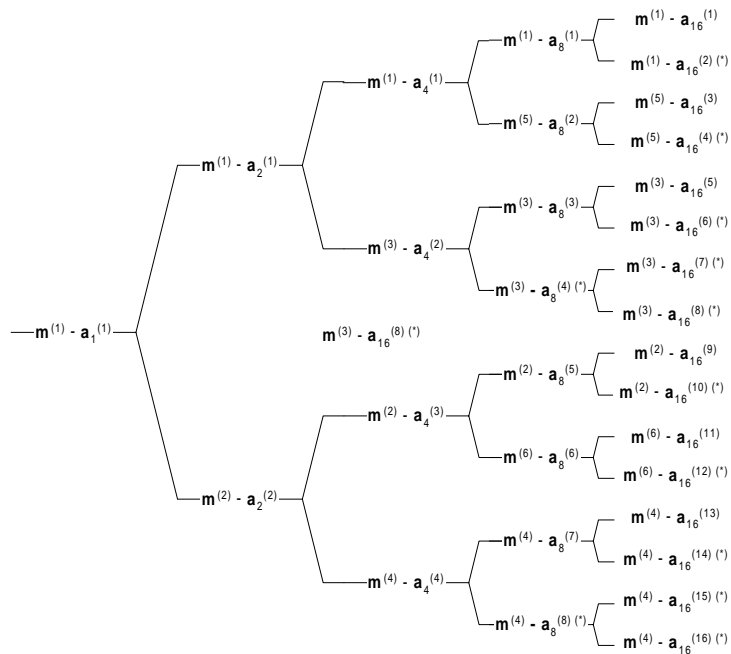 m(1) - a16(1)
m(1) - a8(1)
m(1) - a16(2) (*)
m(1) - a4(1)
m(5) - a16(3)
m(5) - a8(2)
m(5) - a16(4) (*)
m(1) - a2(1)
m(3) - a16(5)
m(3) - a8(3)
m(3) - a16(6) (*)
m(3) - a4(2)
m(3) - a16(7) (*)
m(3) - a8(4) (*)
m(3) - a16(8) (*)
m(1) - a1(1)
m(3) - a16(8) (*)
m(2) - a16(9)
m(2) - a8(5)
m(2) - a16(10) (*)
m(2) - a4(3)
m(6) - a16(11)
m(6) - a8(6)
m(6) - a16(12) (*)
m(2) - a2(2)
m(4) - a16(13)
m(4) - a8(7)
m(4) - a16(14) (*)
m(4) - a4(4)
m(4) - a16(15) (*)
m(4) - a8(8) (*)
m(4) - a16(16) (*)